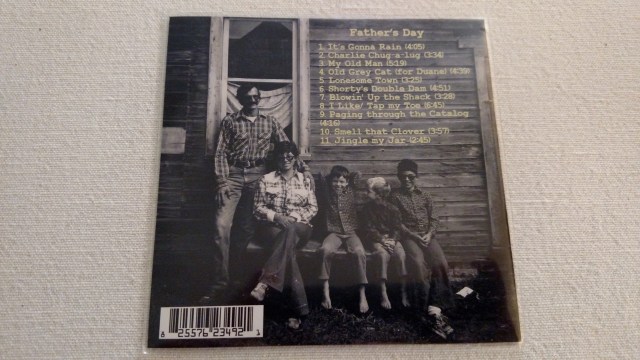 Father's Day
1 It's Gonna Rain (4:05)
2 Charlie Chug-a-lug (3:34)
3 My Old Man (5:19)
4 Old Grey Cat (for Duane) (4:39)
5 Lonesome Town (3:25)
6 Shorty's Doubla Dam (4:51)
7 Blowin' Up the Shack (3:28)
8 I Like/ Tap my Toe (6:45)
9 Paging through the Catalog
(4:16)
10 Smell that Clover (3:57)
11 Jingle my Jar (2:45)
8 25576 23492 1